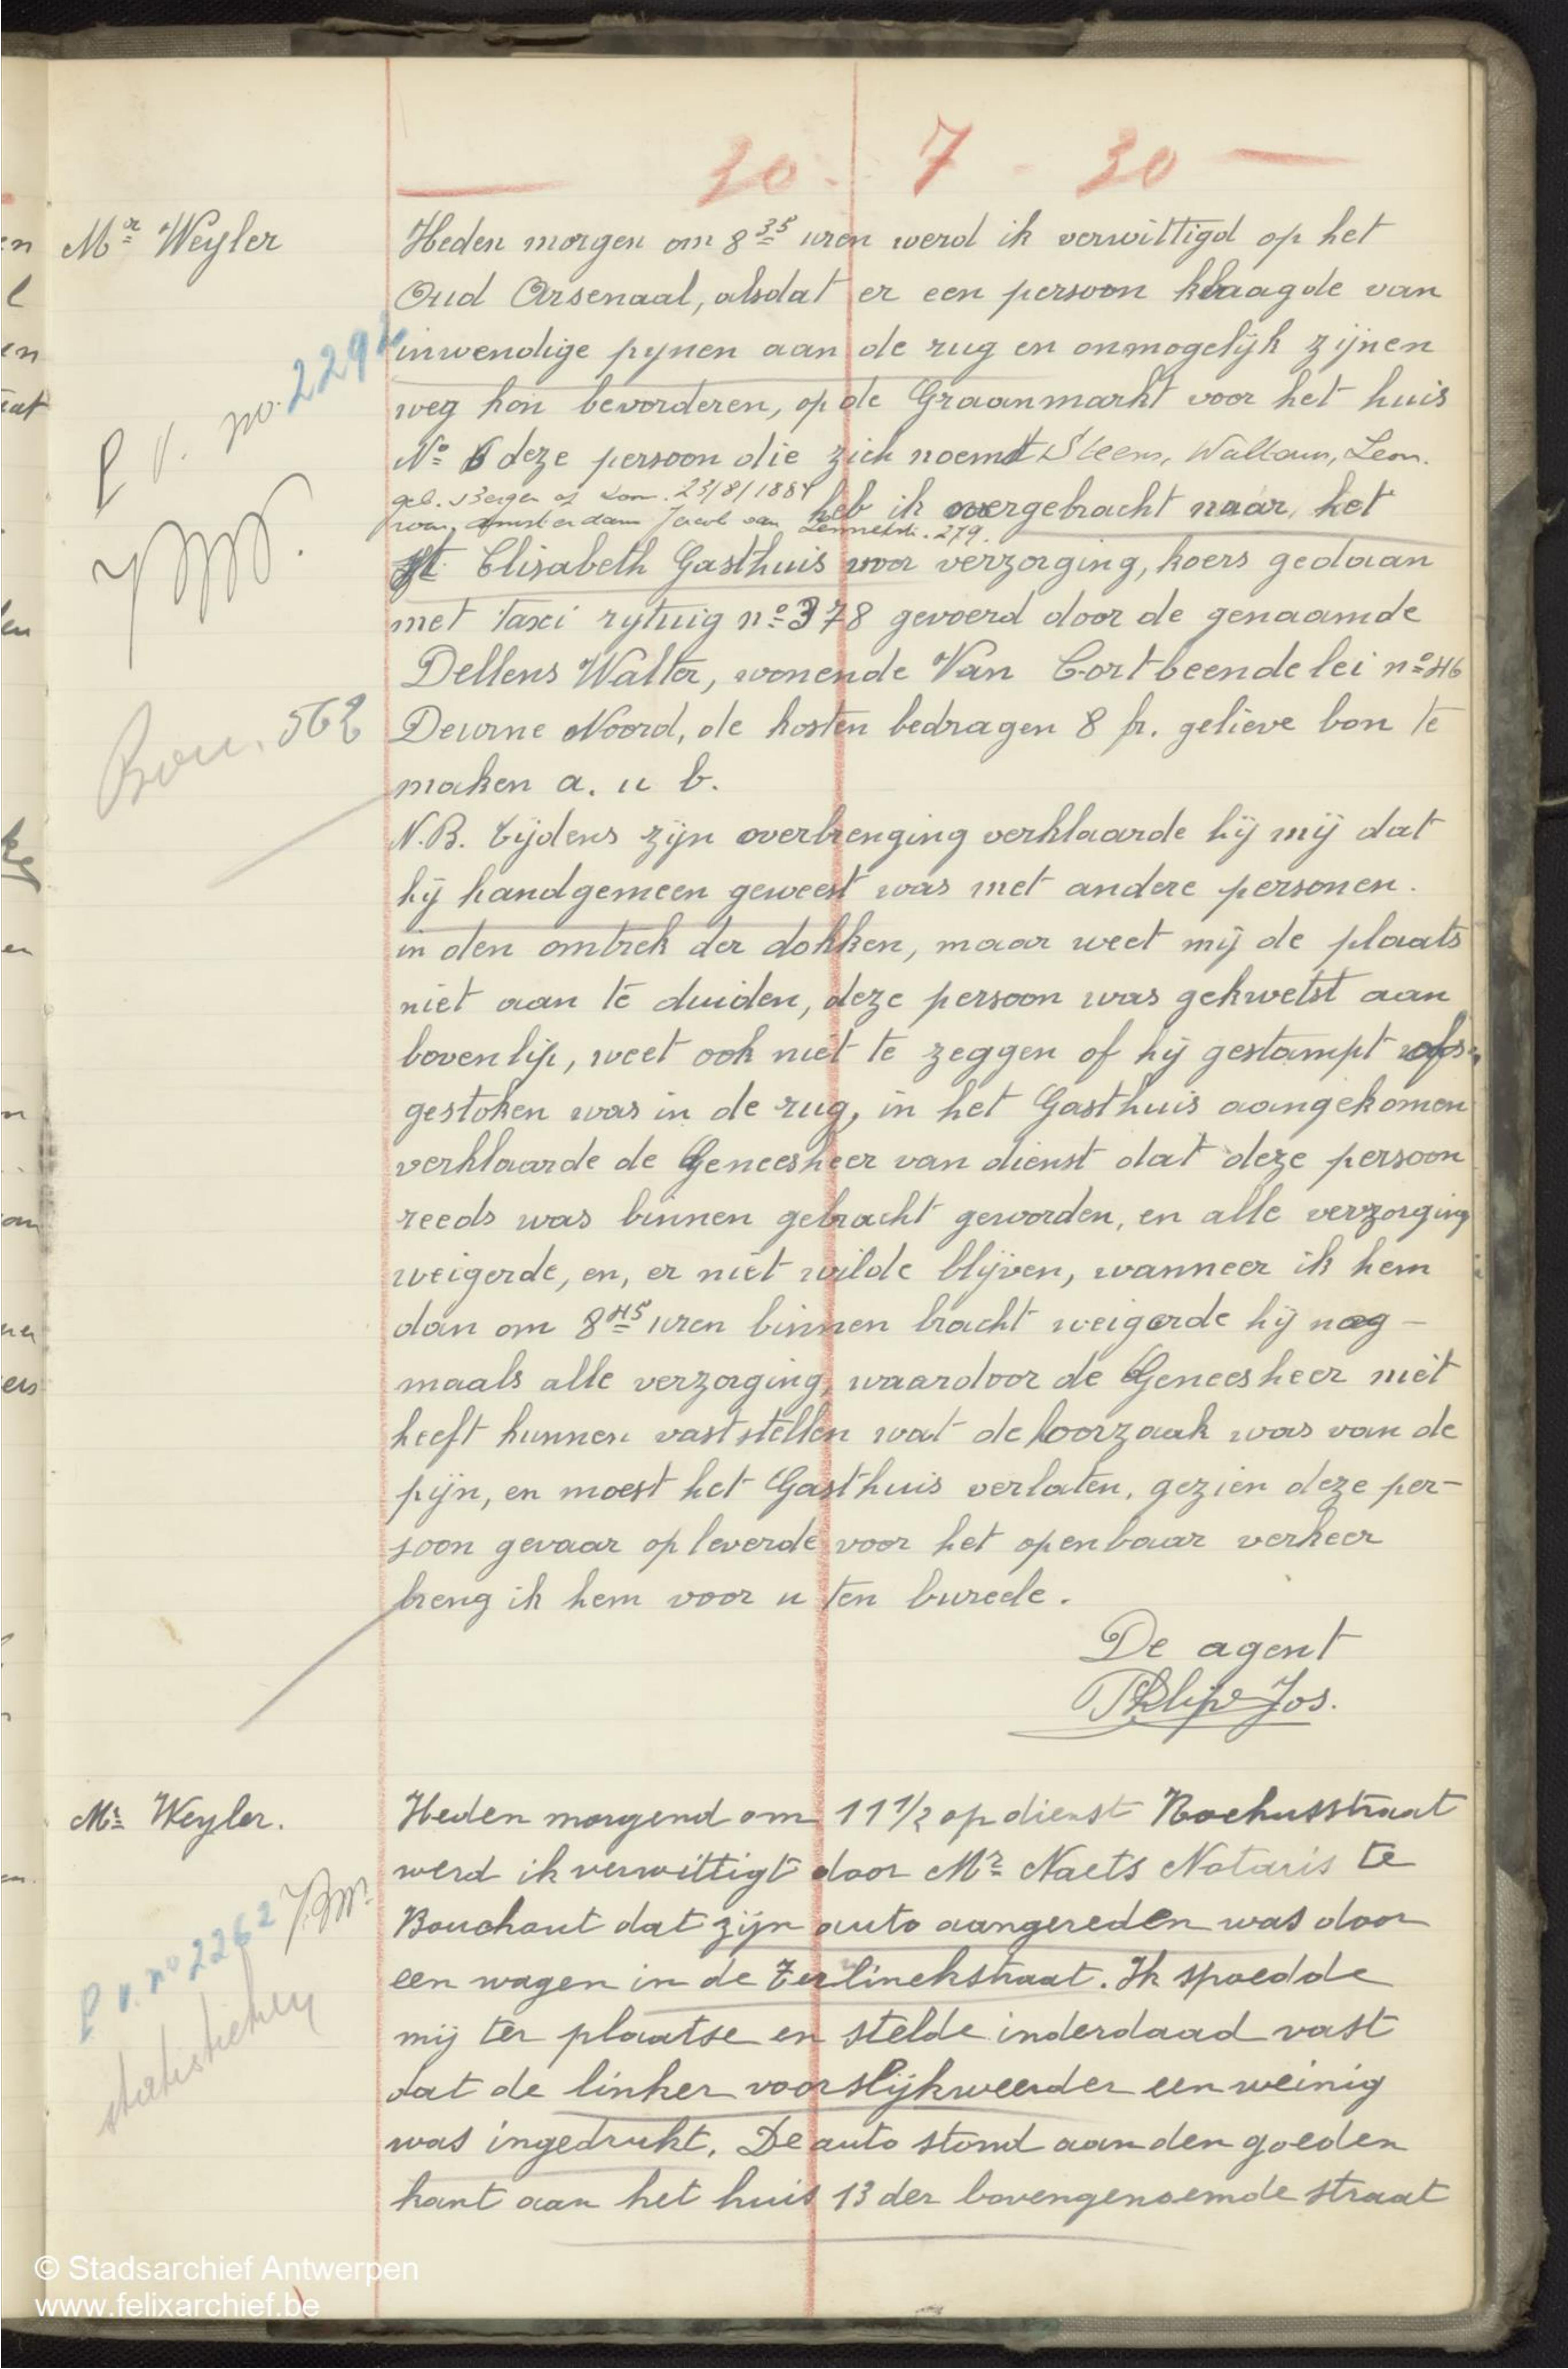 30 - 7 - 30
Mr Weyler
P. V. no. 229
Bon. 562
Heden morgen om 8 35 uren werd ik verwittigd op het
Oud Arsenaal, alsdat er een persoon klaagde van
inwendige pynen aan de rug en onmogelijk zijnen
weg kon bevorderen, op de Graanmarkt voor het huis
No 6 deze persoon die zich noemt Steens, Leon.
geb. Bergen 23/8/1884
won. Amsterdam Jacob van Lennepstr. 279.
heb ik overgebracht naar het
St Elisabeth Gasthuis voor verzorging, koers gedaan
met taxi rytuig no 378 gevoerd door de genaamde
Dellens Walter, wonende Van Cortbeendelei no 46
Deurne Noord, de kosten bedragen 8 fr. gelieve bon te
maken a. u b.
N.B. tijdens zijn overbrenging verklaarde hij mij dat
hij handgemeen geweest was met andere personen.
in den omtrek der dokken, maar weet mij de plaats
niet aan te duiden, deze persoon was gekwetst aan
bovenlip, weet ook niet te zeggen of hij gestampt of
gestoken was in de rug, in het Gasthuis aangekomen
verklaarde de Geneesheer van dienst dat deze persoon
reeds was binnen gebracht geworden, en alle verzorging
weigerde, en, er niet wilde blijven, wanneer ik hem
dan om 8 45 uren binnen bracht weigerde hij nog-
maals alle verzorging, waardoor de Geneesheer niet
heeft kunnen vaststellen wat de oorzaak was van de
pijn, en moest het Gasthuis verlaten, gezien deze per-
soon gevaar opleverde voor het openbaar verkeer
breng ik hem voor u ten bureele.
De agent
Philips Jos.
Mr Weyler.
P. v. no 2262
statistieken
Heden morgend om 11 1/2 op dienst Rochusstraat
werd ik verwittigt door Mr Naets Notaris te
Bouchout dat zijn auto aangereden was door
een wagen in de Terlinckstraat. Ik spoedde
mij ter plaatse en stelde inderdaad vast
dat de linker voorslijkweerder een weinig
was ingedrukt. De auto stond aan den goeden
kant aan het huis 13 der bovengenoemde straat
© Stadsarchief Antwerpen
www.felixarchief.be